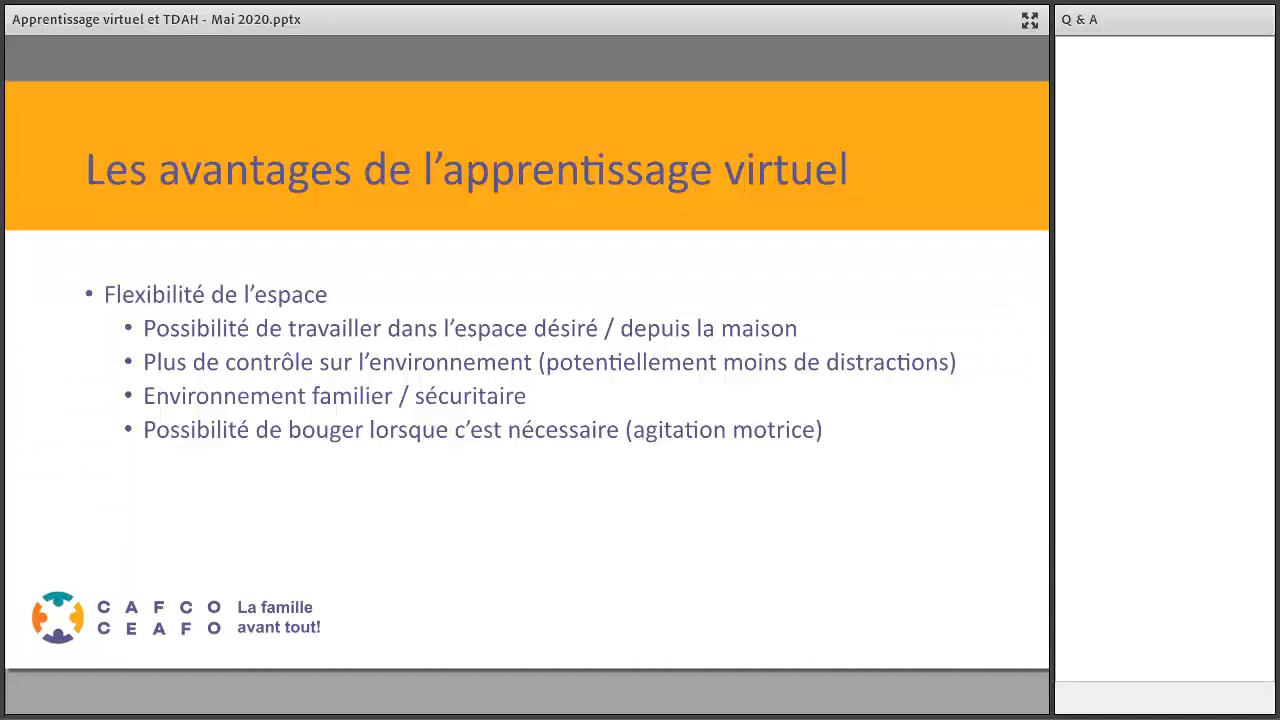 Apprentissage virtuel et TDAH - Mai 2020.pptx
Q & A
Les avantages de l’apprentissage virtuel
• Flexibilité de l’espace
• Possibilité de travailler dans l’espace désiré / depuis la maison
• Plus de contrôle sur l’environnement (potentiellement moins de distractions)
• Environnement familier / sécuritaire
• Possibilité de bouger lorsque c’est nécessaire (agitation motrice)
CAFCO
CEAFO
La famille
avant tout!